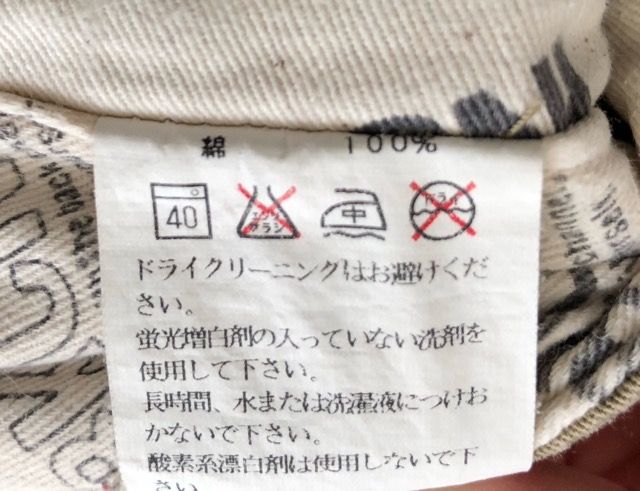 綿 100%
40 エンソ サラシ 中 ドライ
ドライクリーニングはお避けくだ
さい。
蛍光増白剤の入っていない洗剤を
使用して下さい。
長時間、水または洗濯液につけお
かないで下さい。
酸素系漂白剤は使用しないで下
さい